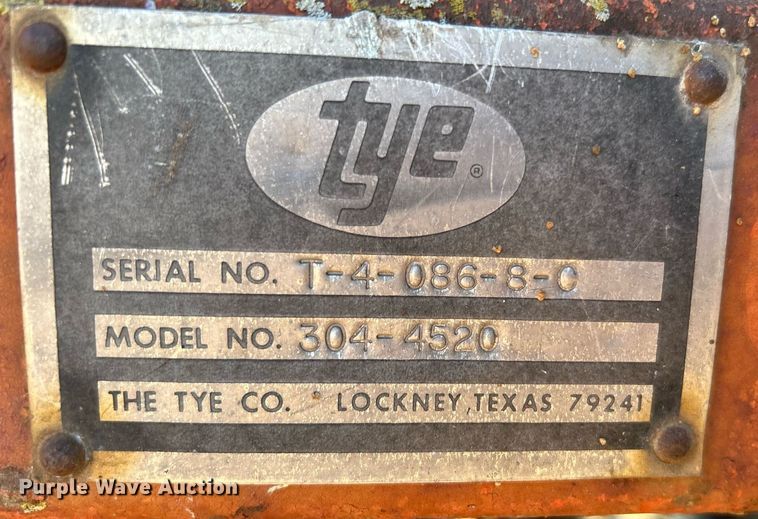 tye ®
SERIAL NO. T-4-086-8-C
MODEL NO. 304-4520
THE TYE CO. LOCKNEY, TEXAS 79241
Purple Wave Auction